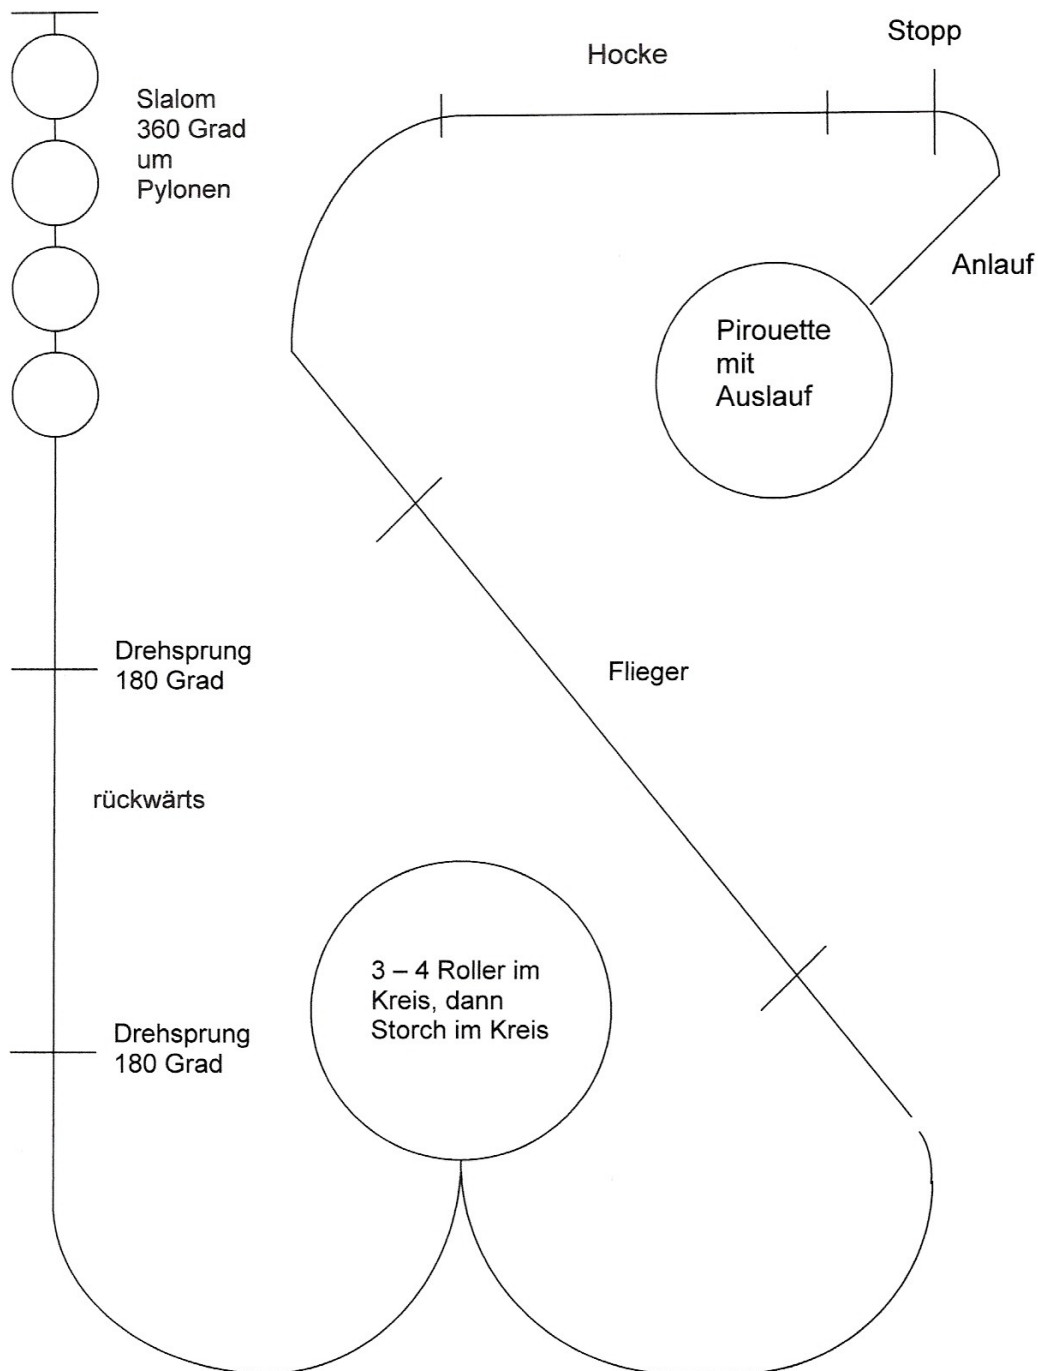 Stopp
Hocke
Slalom
360 Grad
um
Pylonen
Anlauf
Pirouette
mit
Auslauf
Drehsprung
180 Grad
Flieger
rückwärts
3 – 4 Roller im
Kreis, dann
Storch im Kreis
Drehsprung
180 Grad